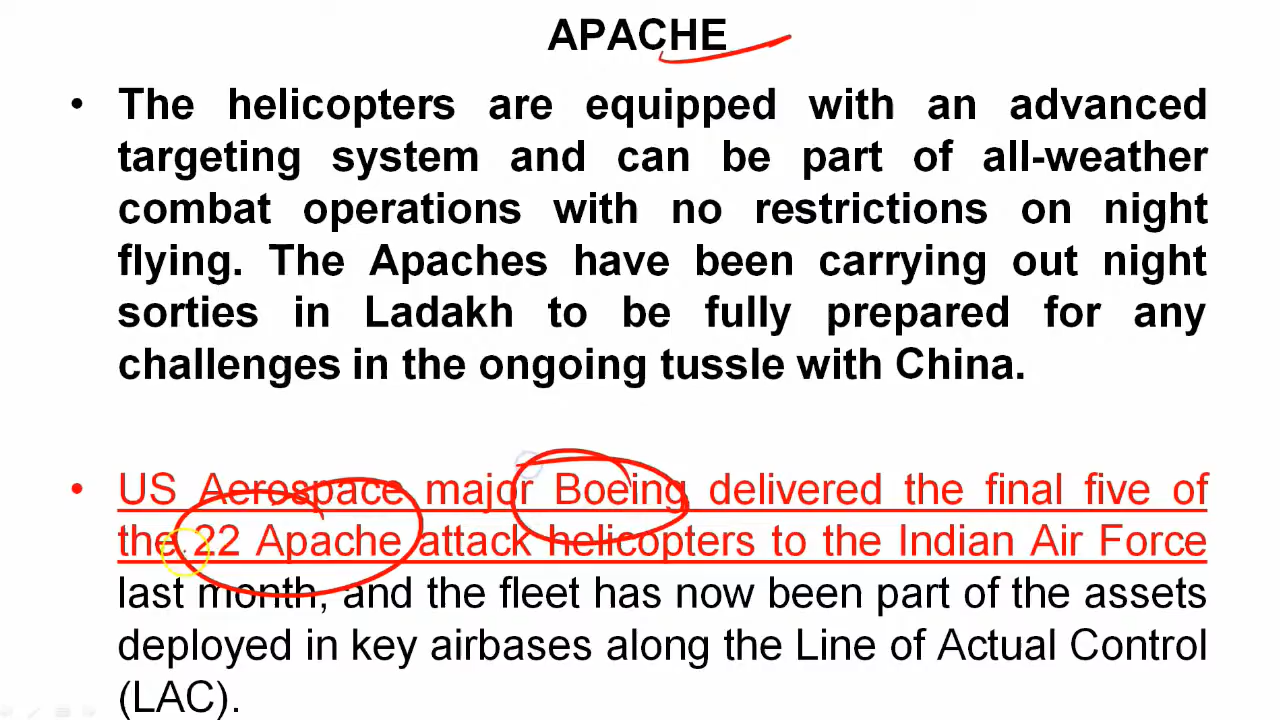 APACHE
• The helicopters are equipped with an advanced
targeting system and can be part of all-weather
combat operations with no restrictions on night
flying. The Apaches have been carrying out night
sorties in Ladakh to be fully prepared for any
challenges in the ongoing tussle with China.
• US Aerospace major Boeing delivered the final five of
the 22 Apache attack helicopters to the Indian Air Force
last month, and the fleet has now been part of the assets
deployed in key airbases along the Line of Actual Control
(LAC).